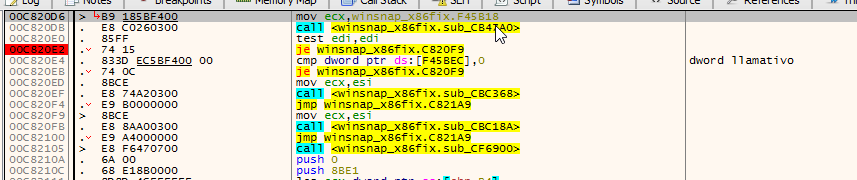 Log Notes Breakpoints Memory Map Call Stack SEH Script Symbols Source References
00C820D6 > B9 185BF400 mov ecx,winsnap_x86fix.F45B18
00C820DB . E8 C0260300 call <winsnap_x86fix.sub_CB47A0>
00C820E0 . 85FF test edi,edi
00C820E2 . 74 15 je winsnap_x86fix.C820F9
00C820E4 . 833D EC5BF400 00 cmp dword ptr ds:[F45BEC],0 dword llamativo
00C820EB . 74 0C je winsnap_x86fix.C820F9
00C820ED . 8BCE mov ecx,esi
00C820EF . E8 74A20300 call <winsnap_x86fix.sub_CBC368>
00C820F4 . E9 B0000000 jmp winsnap_x86fix.C821A9
00C820F9 > 8BCE mov ecx,esi
00C820FB . E8 8AA00300 call <winsnap_x86fix.sub_CBC18A>
00C82100 . E9 A4000000 jmp winsnap_x86fix.C821A9
00C82105 > E8 F6470700 call <winsnap_x86fix.sub_CF6900>
00C8210A . 6A 00 push 0
00C8210C . 68 E18B0000 push 8BE1